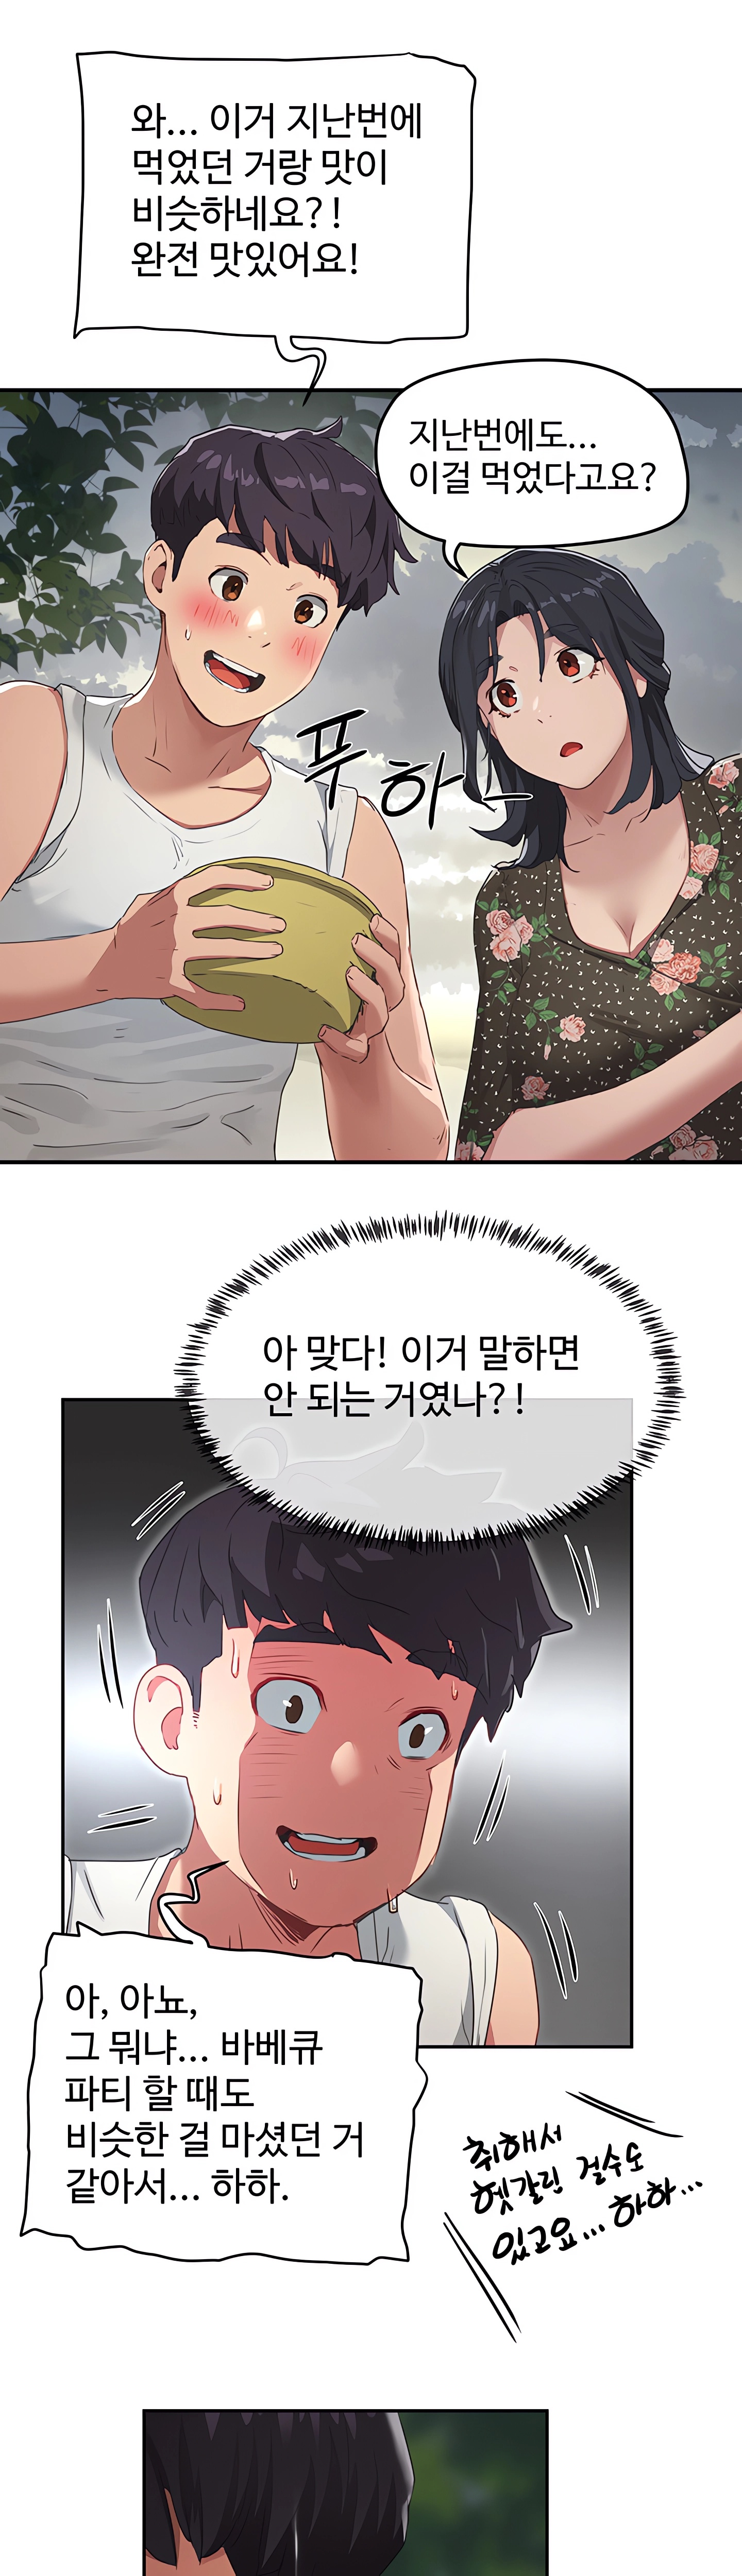 와... 이거 지난번에
먹었던 거랑 맛이
비슷하네요?!
완전 맛있어요!
지난번에도...
이걸 먹었다고요?
푸하-
아 맞다! 이거 말하면
안 되는 거였나?!
아, 아뇨,
그 뭐냐... 바베큐
파티 할 때도
비슷한 걸 마셨던 거
같아서... 하하.
취해서
헷갈린 걸수도
있고요... 하하...